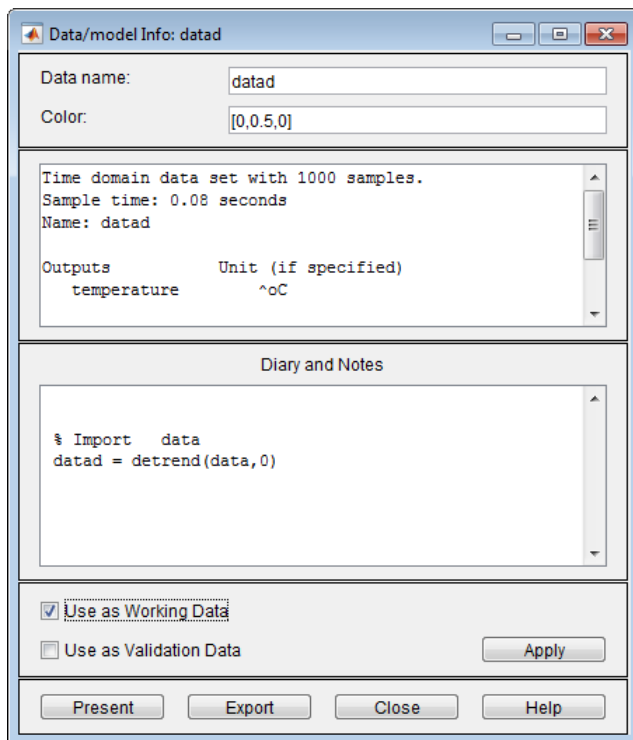 Data/model Info: datad
Data name: datad
Color: [0,0.5,0]
Time domain data set with 1000 samples.
Sample time: 0.08 seconds
Name: datad
Outputs Unit (if specified)
temperature ^oC
Diary and Notes
% Import data
datad = detrend(data,0)
Use as Working Data
Use as Validation Data Apply
Present Export Close Help